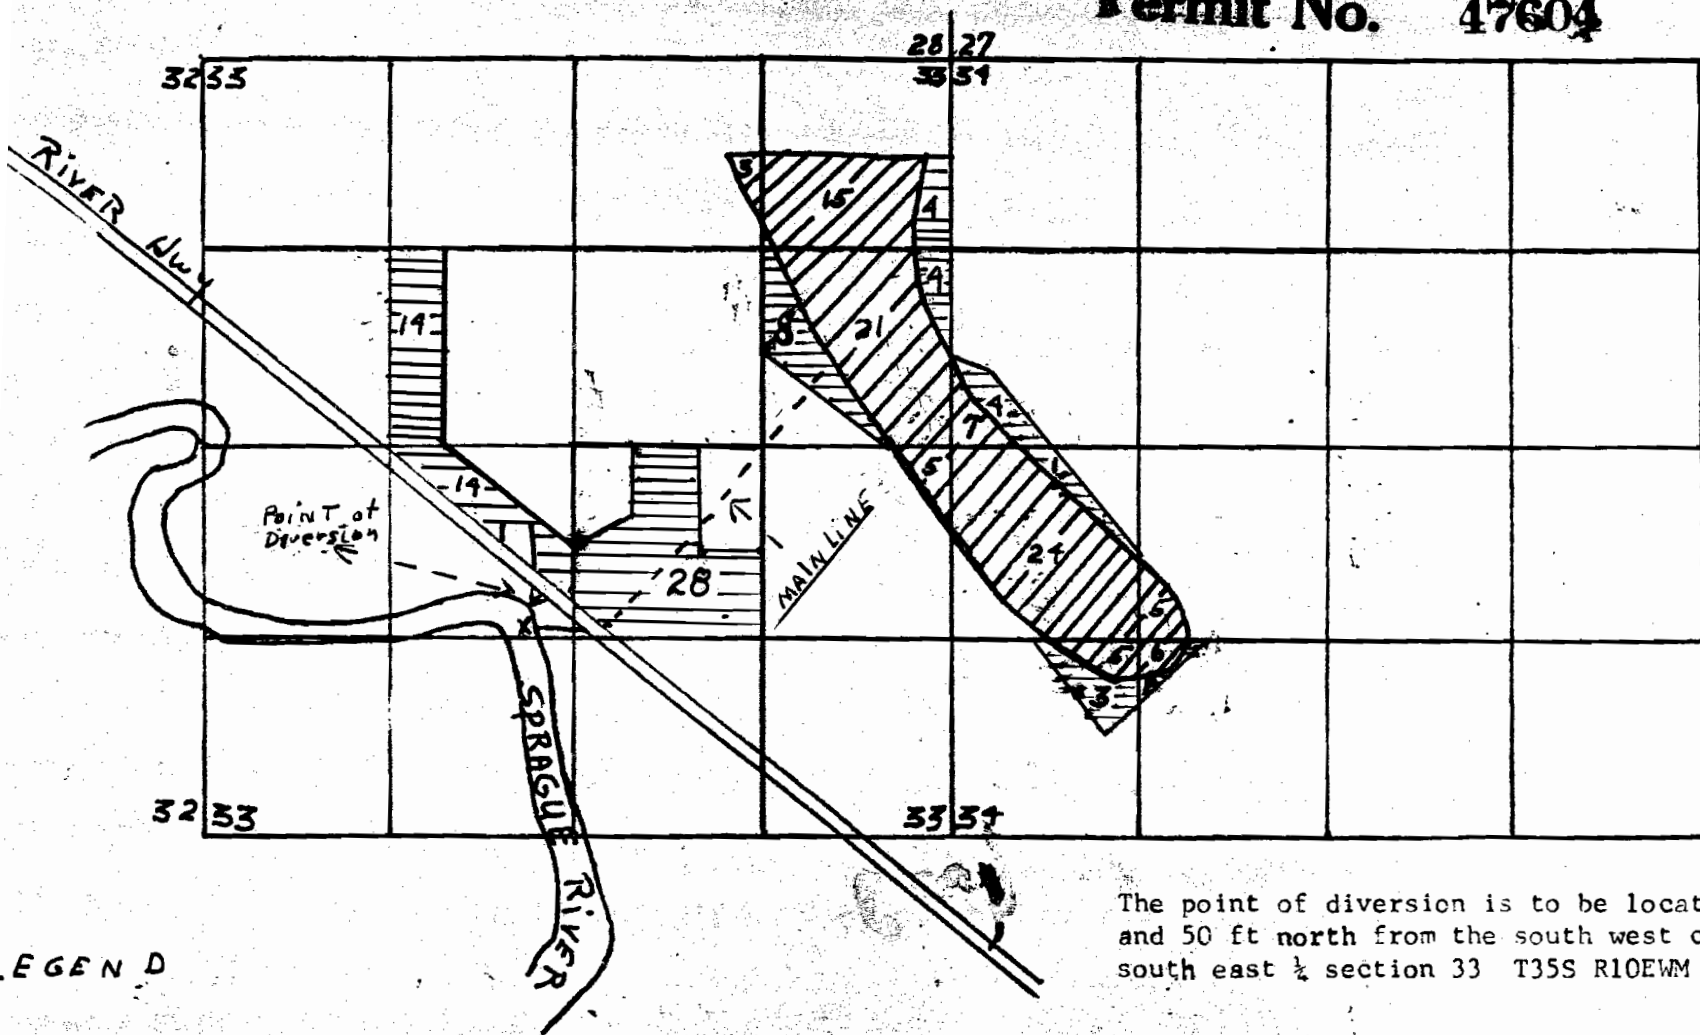 Permit No. 47604
28 27
32 33
33 34
RIVER
HWY
3
15
4
4
14
8
21
4
7
5
-14-
Point of
Diversion
28
MAIN LINE
24
5
5 6
3
SPRAGUE RIVER
32 33
33 34
The point of diversion is to be locat
and 50 ft north from the south west c
south east ¼ section 33 T35S R10EWM
EGEND